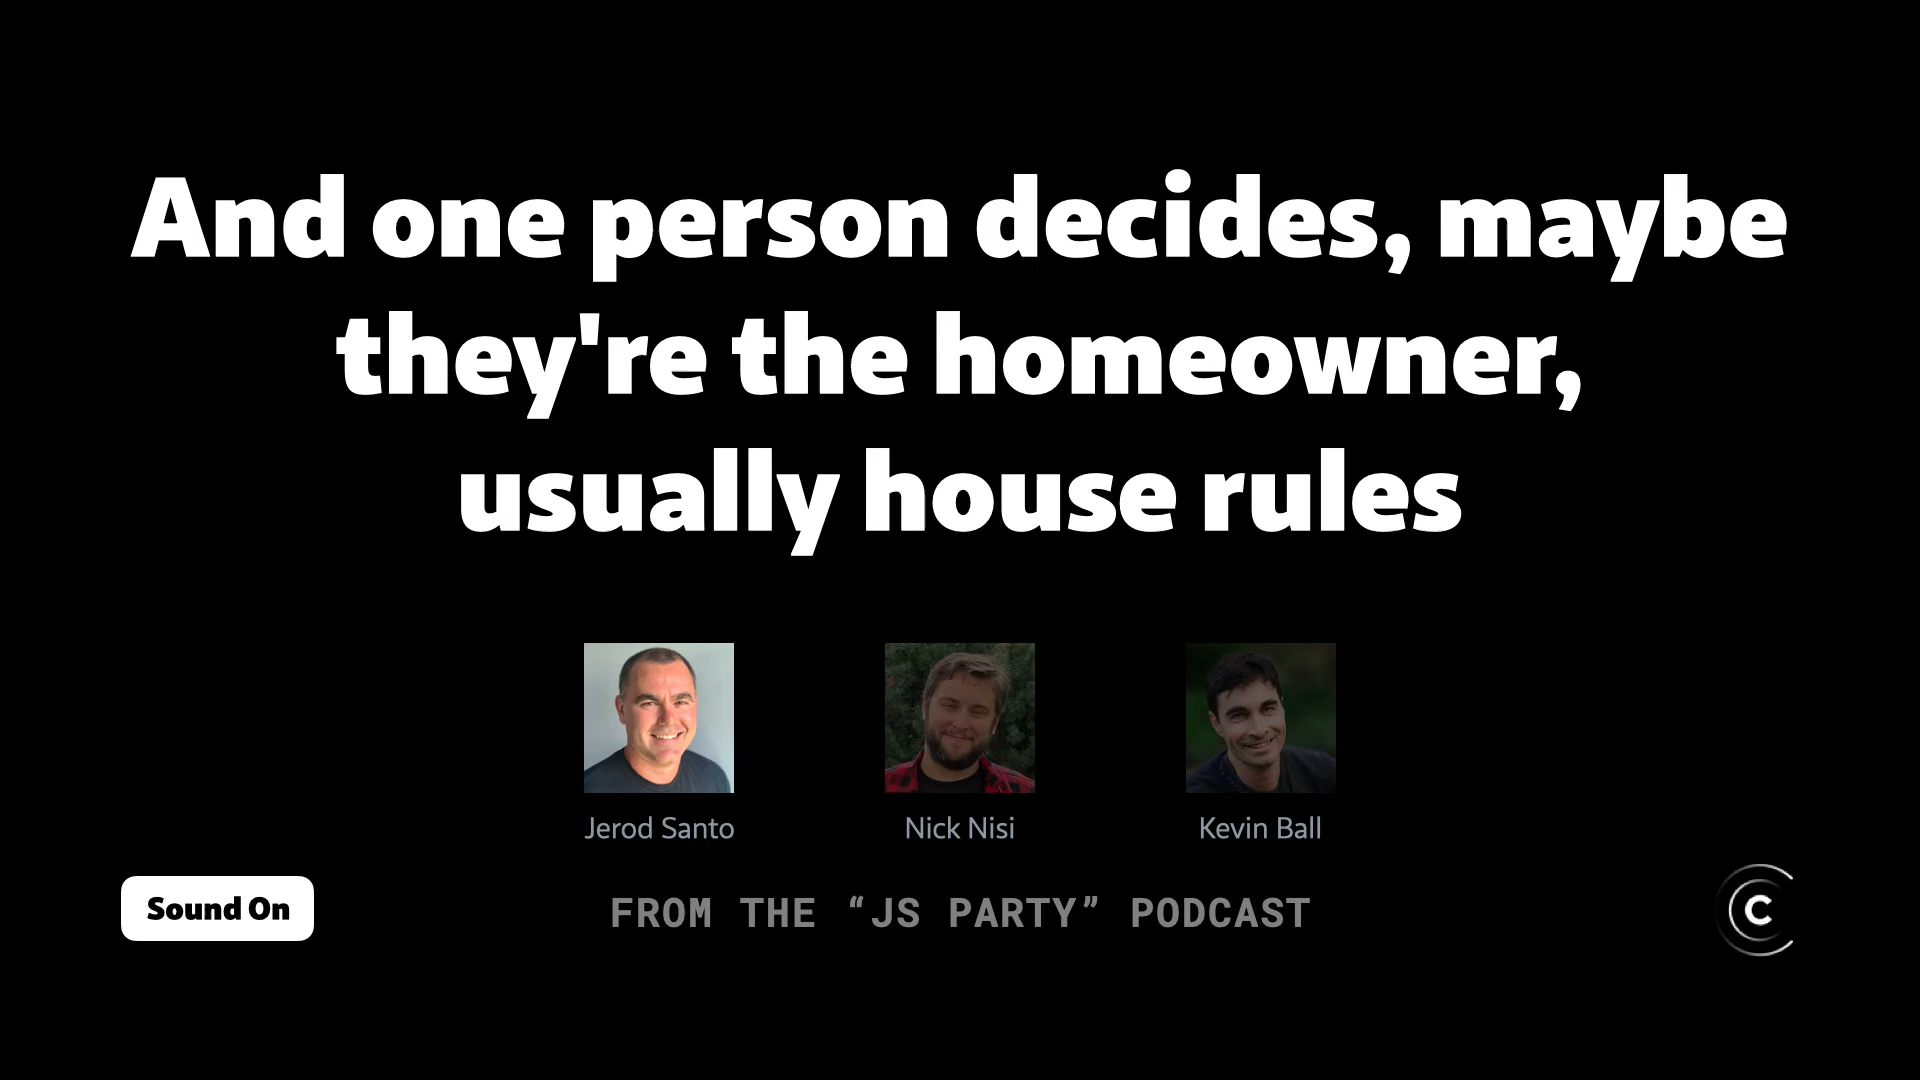 And one person decides, maybe
they're the homeowner,
usually house rules
Jerod Santo
Nick Nisi
Kevin Ball
Sound On
FROM THE “JS PARTY” PODCAST
C